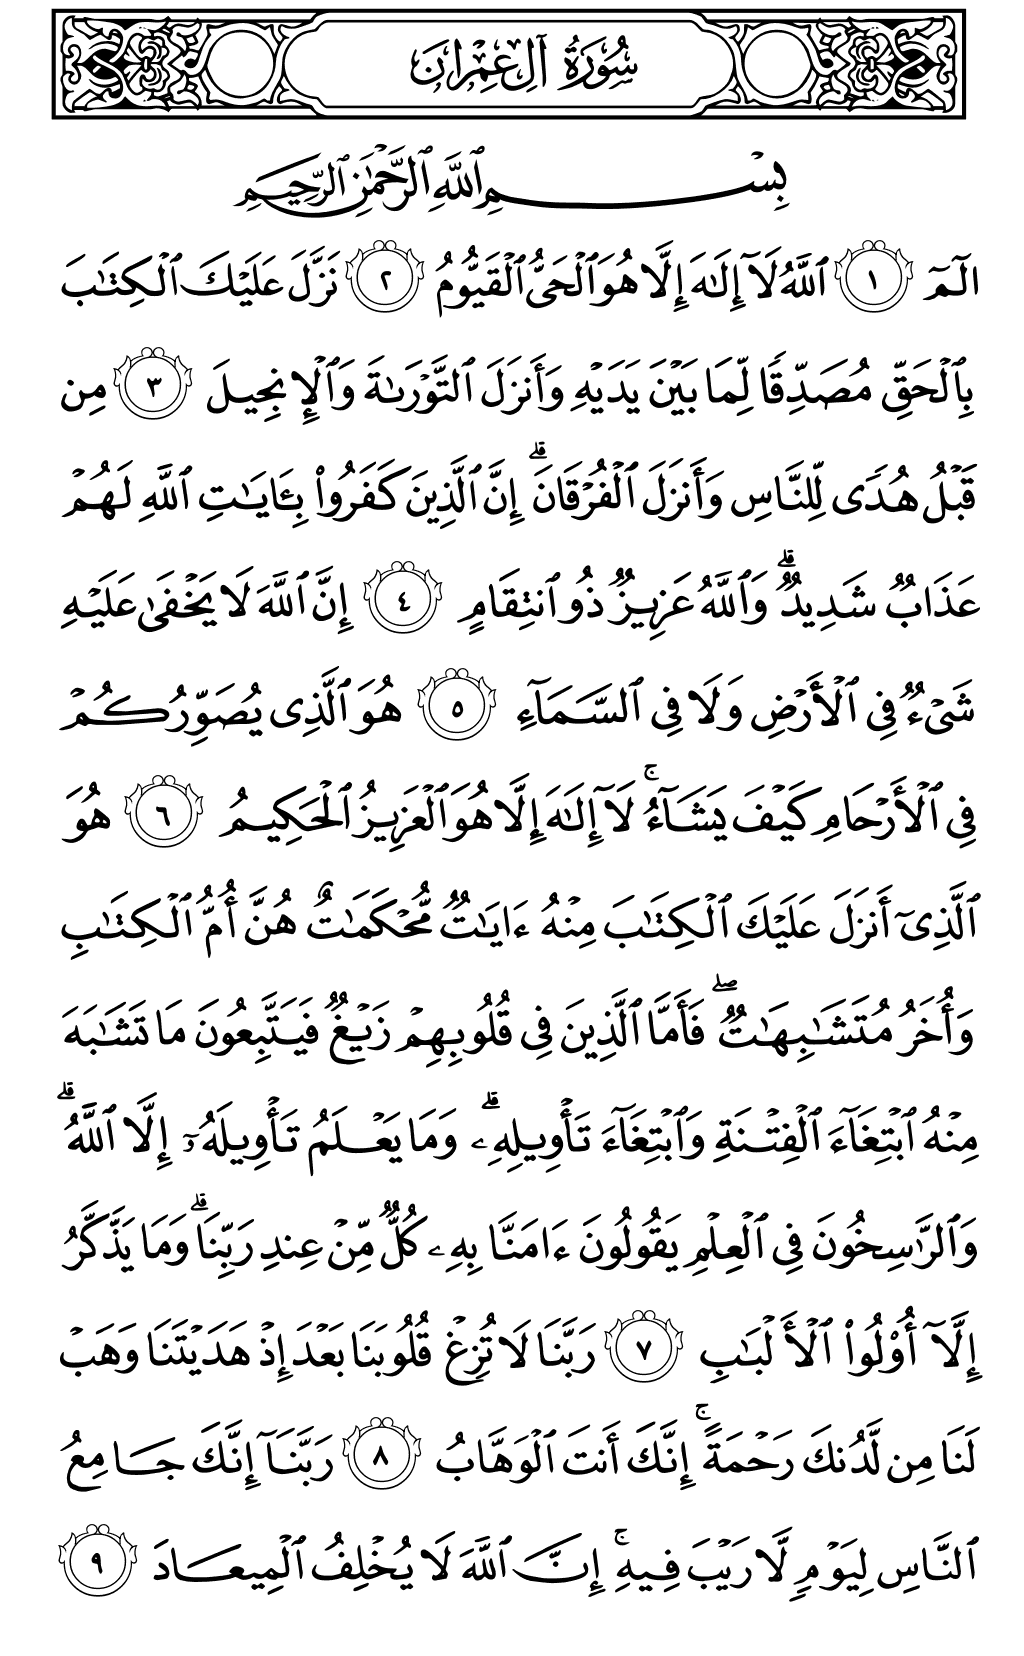 سُورَةُ آلِ عِمْرَانَ
بِسْمِ ٱللَّهِ ٱلرَّحْمَٰنِ ٱلرَّحِيمِ
الٓمٓ ١ ٱللَّهُ لَآ إِلَٰهَ إِلَّا هُوَ ٱلْحَىُّ ٱلْقَيُّومُ ٢ نَزَّلَ عَلَيْكَ ٱلْكِتَٰبَ
بِٱلْحَقِّ مُصَدِّقًا لِّمَا بَيْنَ يَدَيْهِ وَأَنزَلَ ٱلتَّوْرَىٰةَ وَٱلْإِنجِيلَ ٣ مِن
قَبْلُ هُدًى لِّلنَّاسِ وَأَنزَلَ ٱلْفُرْقَانَ ۗ إِنَّ ٱلَّذِينَ كَفَرُوا۟ بِـَٔايَٰتِ ٱللَّهِ لَهُمْ
عَذَابٌ شَدِيدٌ ۗ وَٱللَّهُ عَزِيزٌ ذُو ٱنتِقَامٍ ٤ إِنَّ ٱللَّهَ لَا يَخْفَىٰ عَلَيْهِ
شَىْءٌ فِى ٱلْأَرْضِ وَلَا فِى ٱلسَّمَآءِ ٥ هُوَ ٱلَّذِى يُصَوِّرُكُمْ
فِى ٱلْأَرْحَامِ كَيْفَ يَشَآءُ ۚ لَآ إِلَٰهَ إِلَّا هُوَ ٱلْعَزِيزُ ٱلْحَكِيمُ ٦ هُوَ
ٱلَّذِىٓ أَنزَلَ عَلَيْكَ ٱلْكِتَٰبَ مِنْهُ ءَايَٰتٌ مُّحْكَمَٰتٌ هُنَّ أُمُّ ٱلْكِتَٰبِ
وَأُخَرُ مُتَشَٰبِهَٰتٌ ۖ فَأَمَّا ٱلَّذِينَ فِى قُلُوبِهِمْ زَيْغٌ فَيَتَّبِعُونَ مَا تَشَٰبَهَ
مِنْهُ ٱبْتِغَآءَ ٱلْفِتْنَةِ وَٱبْتِغَآءَ تَأْوِيلِهِۦ ۗ وَمَا يَعْلَمُ تَأْوِيلَهُۥٓ إِلَّا ٱللَّهُ ۗ
وَٱلرَّٰسِخُونَ فِى ٱلْعِلْمِ يَقُولُونَ ءَامَنَّا بِهِۦ كُلٌّ مِّنْ عِندِ رَبِّنَا ۗ وَمَا يَذَّكَّرُ
إِلَّآ أُو۟لُوا۟ ٱلْأَلْبَٰبِ ٧ رَبَّنَا لَا تُزِغْ قُلُوبَنَا بَعْدَ إِذْ هَدَيْتَنَا وَهَبْ
لَنَا مِن لَّدُنكَ رَحْمَةً ۚ إِنَّكَ أَنتَ ٱلْوَهَّابُ ٨ رَبَّنَآ إِنَّكَ جَامِعُ
ٱلنَّاسِ لِيَوْمٍ لَّا رَيْبَ فِيهِ ۚ إِنَّ ٱللَّهَ لَا يُخْلِفُ ٱلْمِيعَادَ ٩